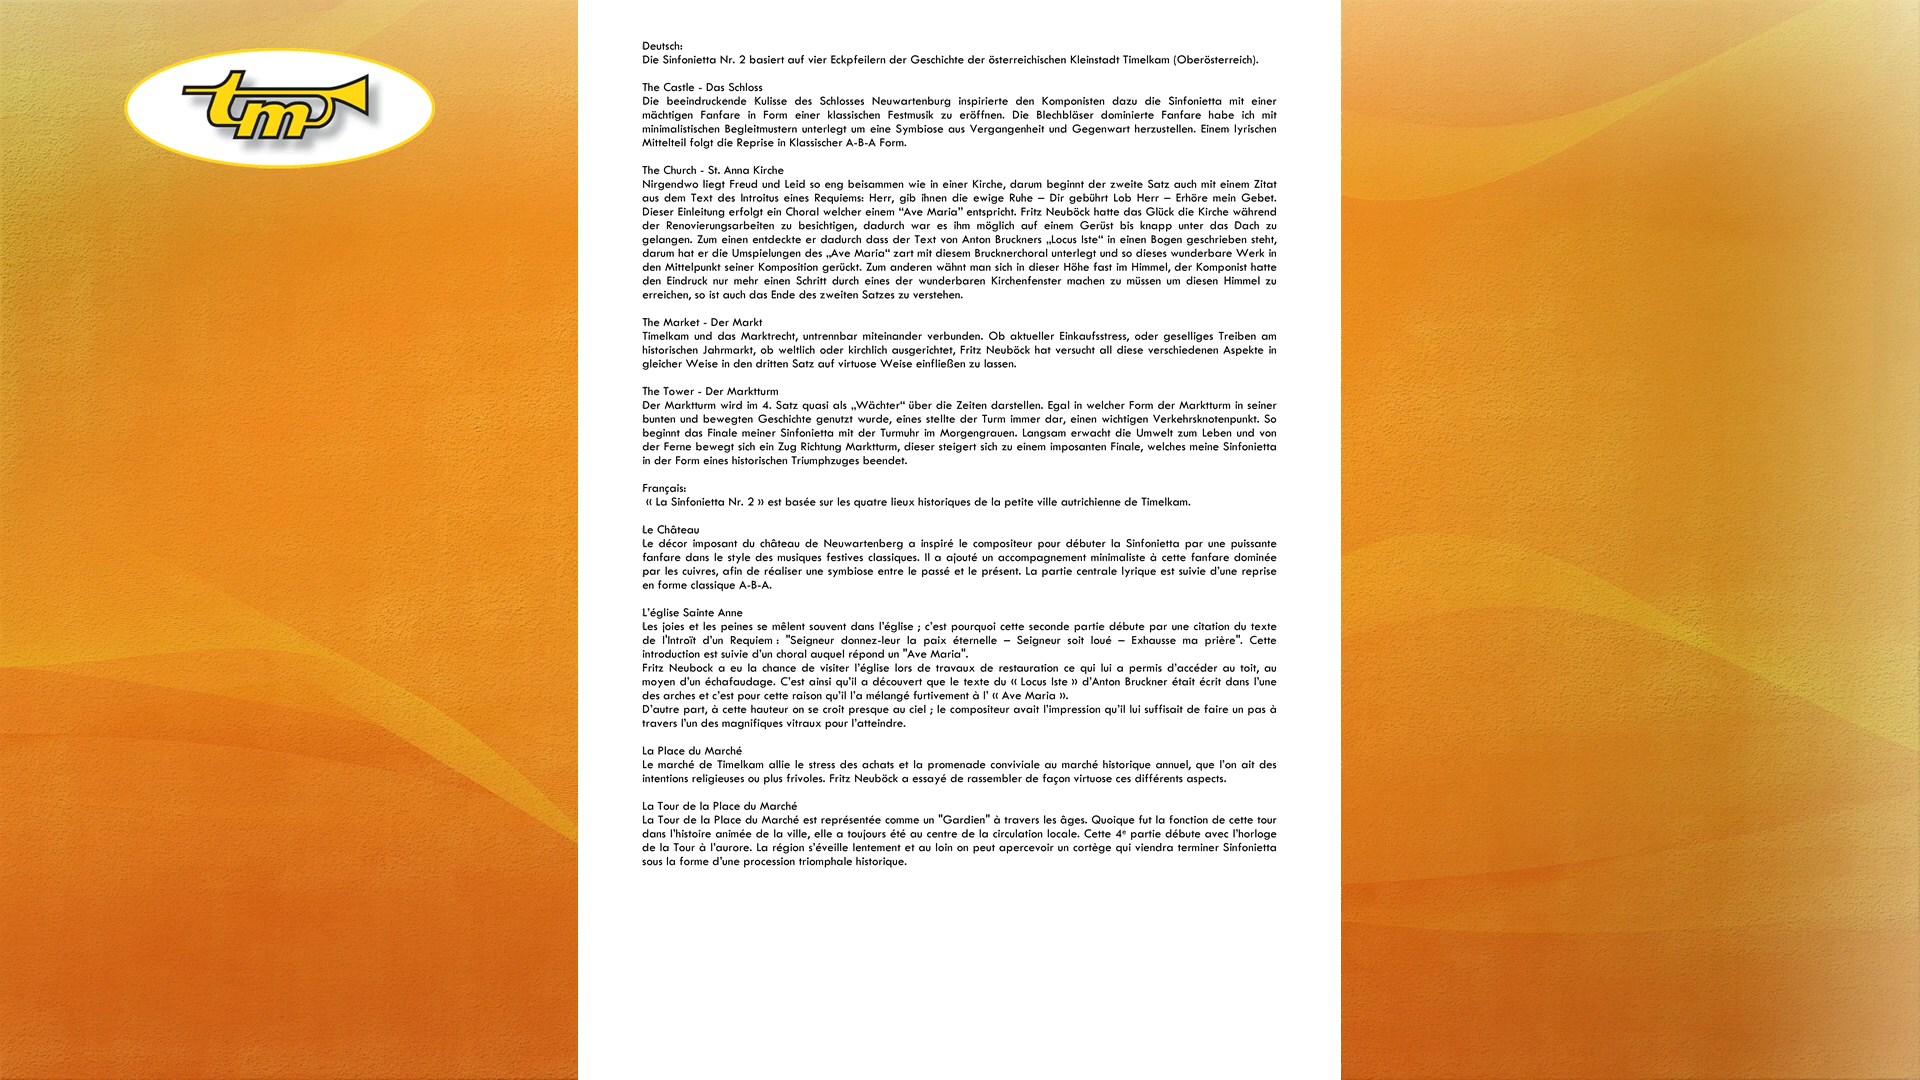 tm
Deutsch:
Die Sinfonietta Nr. 2 basiert auf vier Eckpfeilern der Geschichte der österreichischen Kleinstadt Timelkam (Oberösterreich).
The Castle - Das Schloss
Die beeindruckende Kulisse des Schlosses Neuwartenburg inspirierte den Komponisten dazu die Sinfonietta mit einer
mächtigen Fanfare in Form einer klassischen Festmusik zu eröffnen. Die Blechbläser dominierte Fanfare habe ich mit
minimalistischen Begleitmustern unterlegt um eine Symbiose aus Vergangenheit und Gegenwart herzustellen. Einem lyrischen
Mittelteil folgt die Reprise in Klassischer A-B-A Form.
The Church - St. Anna Kirche
Nirgendwo liegt Freud und Leid so eng beisammen wie in einer Kirche, darum beginnt der zweite Satz auch mit einem Zitat
aus dem Text des Introitus eines Requiems: Herr, gib ihnen die ewige Ruhe – Dir gebührt Lob Herr – Erhöre mein Gebet.
Dieser Einleitung erfolgt ein Choral welcher einem “Ave Maria” entspricht. Fritz Neuböck hatte das Glück die Kirche während
der Renovierungsarbeiten zu besichtigen, dadurch war es ihm möglich auf einem Gerüst bis knapp unter das Dach zu
gelangen. Zum einen entdeckte er dadurch dass der Text von Anton Bruckners „Locus Iste“ in einen Bogen geschrieben steht,
darum hat er die Umspielungen des „Ave Maria“ zart mit diesem Brucknerchoral unterlegt und so dieses wunderbare Werk in
den Mittelpunkt seiner Komposition gerückt. Zum anderen wähnt man sich in dieser Höhe fast im Himmel, der Komponist hatte
den Eindruck nur mehr einen Schritt durch eines der wunderbaren Kirchenfenster machen zu müssen um diesen Himmel zu
erreichen, so ist auch das Ende des zweiten Satzes zu verstehen.
The Market - Der Markt
Timelkam und das Marktrecht, untrennbar miteinander verbunden. Ob aktueller Einkaufsstress, oder geselliges Treiben am
historischen Jahrmarkt, ob weltlich oder kirchlich ausgerichtet, Fritz Neuböck hat versucht all diese verschiedenen Aspekte in
gleicher Weise in den dritten Satz auf virtuose Weise einfließen zu lassen.
The Tower - Der Marktturm
Der Marktturm wird im 4. Satz quasi als „Wächter“ über die Zeiten darstellen. Egal in welcher Form der Marktturm in seiner
bunten und bewegten Geschichte genutzt wurde, eines stellte der Turm immer dar, einen wichtigen Verkehrsknotenpunkt. So
beginnt das Finale meiner Sinfonietta mit der Turmuhr im Morgengrauen. Langsam erwacht die Umwelt zum Leben und von
der Ferne bewegt sich ein Zug Richtung Marktturm, dieser steigert sich zu einem imposanten Finale, welches meine Sinfonietta
in der Form eines historischen Triumphzuges beendet.
Français:
« La Sinfonietta Nr. 2 » est basée sur les quatre lieux historiques de la petite ville autrichienne de Timelkam.
Le Château
Le décor imposant du château de Neuwartenberg a inspiré le compositeur pour débuter la Sinfonietta par une puissante
fanfare dans le style des musiques festives classiques. Il a ajouté un accompagnement minimaliste à cette fanfare dominée
par les cuivres, afin de réaliser une symbiose entre le passé et le présent. La partie centrale lyrique est suivie d'une reprise
en forme classique A-B-A.
L'église Sainte Anne
Les joies et les peines se mêlent souvent dans l'église ; c'est pourquoi cette seconde partie débute par une citation du texte
de l'Introït d'un Requiem : "Seigneur donnez-leur la paix éternelle – Seigneur soit loué – Exhausse ma prière". Cette
introduction est suivie d'un choral auquel répond un "Ave Maria".
Fritz Neubock a eu la chance de visiter l'église lors de travaux de restauration ce qui lui a permis d'accéder au toit, au
moyen d'un échafaudage. C'est ainsi qu'il a découvert que le texte du « Locus Iste » d'Anton Bruckner était écrit dans l'une
des arches et c'est pour cette raison qu'il l'a mélangé furtivement à l' « Ave Maria ».
D'autre part, à cette hauteur on se croit presque au ciel ; le compositeur avait l'impression qu'il lui suffisait de faire un pas à
travers l'un des magnifiques vitraux pour l'atteindre.
La Place du Marché
Le marché de Timelkam allie le stress des achats et la promenade conviviale au marché historique annuel, que l'on ait des
intentions religieuses ou plus frivoles. Fritz Neuböck a essayé de rassembler de façon virtuose ces différents aspects.
La Tour de la Place du Marché
La Tour de la Place du Marché est représentée comme un "Gardien" à travers les âges. Quoique fut la fonction de cette tour
dans l'histoire animée de la ville, elle a toujours été au centre de la circulation locale. Cette 4e partie débute avec l'horloge
de la Tour à l'aurore. La région s'éveille lentement et au loin on peut apercevoir un cortège qui viendra terminer Sinfonietta
sous la forme d'une procession triomphale historique.